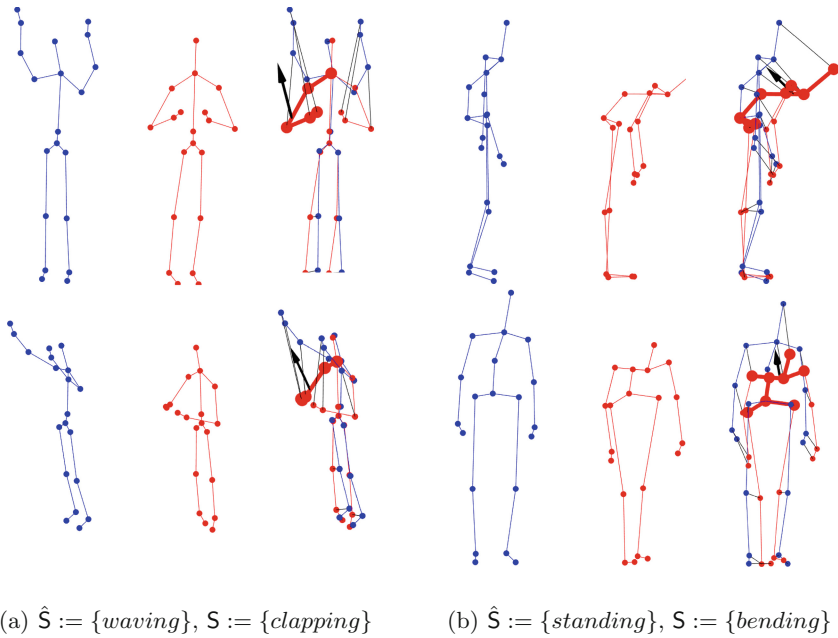 (a) Ŝ := {waving}, S := {clapping}
(b) Ŝ := {standing}, S := {bending}